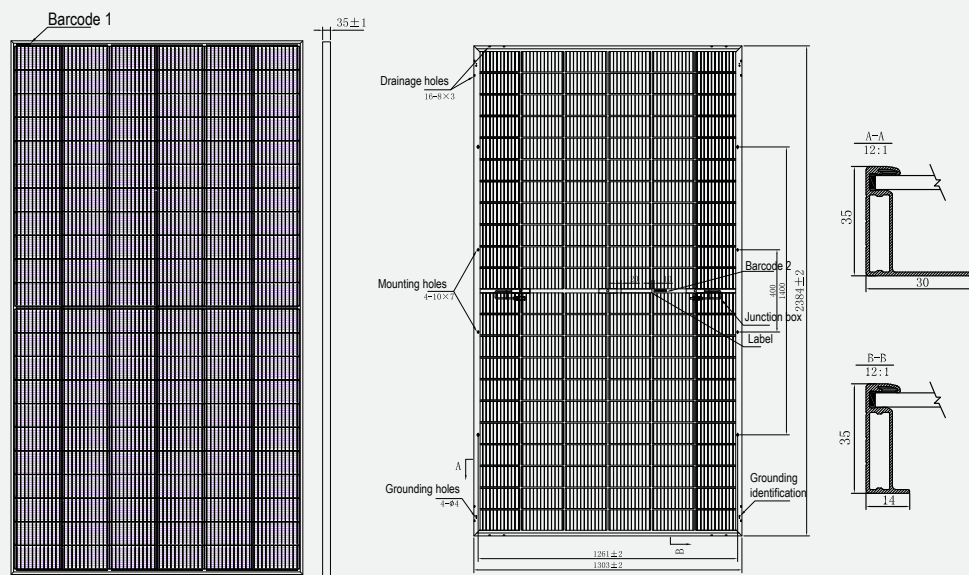 Barcode 1
35±1
Drainage holes
16-8×3
Mounting holes
4-10×7
Barcode 2
400
1400
2384±2
Junction box
Label
A
Grounding holes
4-ø4
Grounding
identification
B
1261±2
1303±2
A-A
12:1
35
30
B-B
12:1
35
14